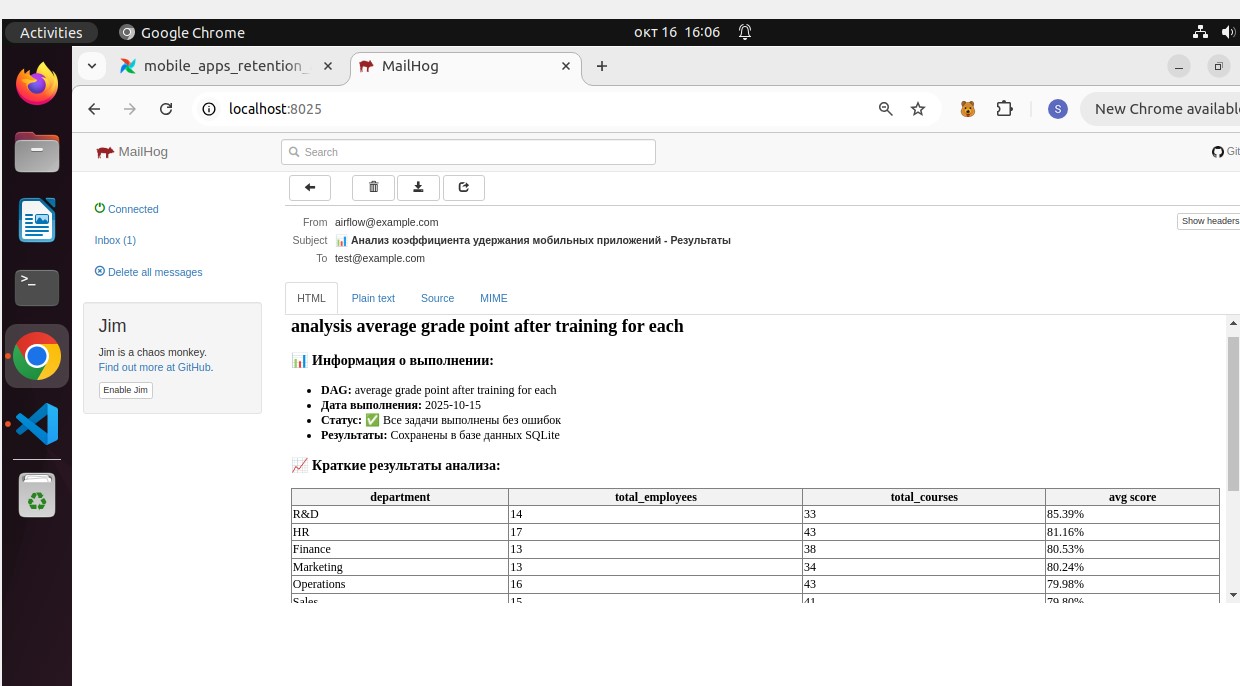 Activities Google Chrome окт 16 16:06
mobile_apps_retention_ MailHog
localhost:8025 S New Chrome available
MailHog Search Git
Connected
Inbox (1)
Delete all messages
Jim
Jim is a chaos monkey.
Find out more at GitHub.
Enable Jim
From airflow@example.com Show headers
Subject 📊 Анализ коэффициента удержания мобильных приложений - Результаты
To test@example.com
HTML Plain text Source MIME
analysis average grade point after training for each
📊 Информация о выполнении:
• DAG: average grade point after training for each
• Дата выполнения: 2025-10-15
• Статус: ✅ Все задачи выполнены без ошибок
• Результаты: Сохранены в базе данных SQLite
📈 Краткие результаты анализа:
department total_employees total_courses avg score
R&D 14 33 85.39%
HR 17 43 81.16%
Finance 13 38 80.53%
Marketing 13 34 80.24%
Operations 16 43 79.98%
Sales 15 41 79.80%